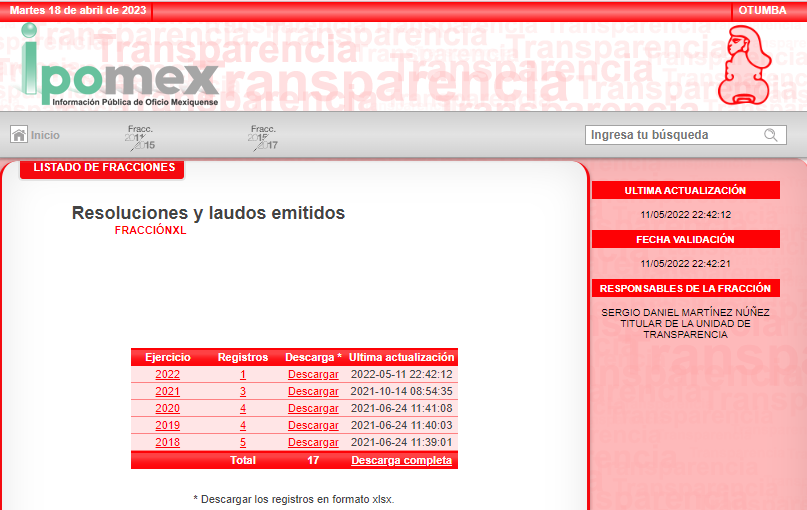 Martes 18 de abril de 2023
OTUMBA
ipomex
Información Pública de Oficio Mexiquense
Transparencia
Transparencia
Transparencia
Inicio
Fracc.
2011
/2015
Fracc.
2015
/2017
Ingresa tu búsqueda
LISTADO DE FRACCIONES
Resoluciones y laudos emitidos
FRACCIÓNXL
Ejercicio Registros Descarga * Ultima actualización
2022 1 Descargar 2022-05-11 22:42:12
2021 3 Descargar 2021-10-14 08:54:35
2020 4 Descargar 2021-06-24 11:41:08
2019 4 Descargar 2021-06-24 11:40:03
2018 5 Descargar 2021-06-24 11:39:01
Total 17 Descarga completa
* Descargar los registros en formato xlsx.
ULTIMA ACTUALIZACIÓN
11/05/2022 22:42:12
FECHA VALIDACIÓN
11/05/2022 22:42:21
RESPONSABLES DE LA FRACCIÓN
SERGIO DANIEL MARTÍNEZ NÚÑEZ
TITULAR DE LA UNIDAD DE
TRANSPARENCIA